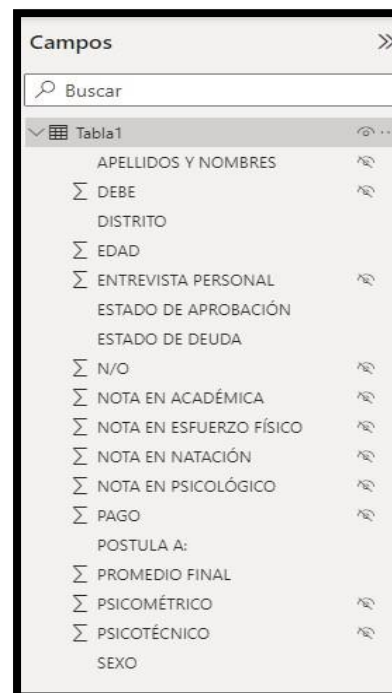 Campos
Buscar
Tabla1
APELLIDOS Y NOMBRES
DEBE
DISTRITO
EDAD
ENTREVISTA PERSONAL
ESTADO DE APROBACIÓN
ESTADO DE DEUDA
N/O
NOTA EN ACADÉMICA
NOTA EN ESFUERZO FÍSICO
NOTA EN NATACIÓN
NOTA EN PSICOLÓGICO
PAGO
POSTULA A:
PROMEDIO FINAL
PSICOMÉTRICO
PSICOTÉCNICO
SEXO